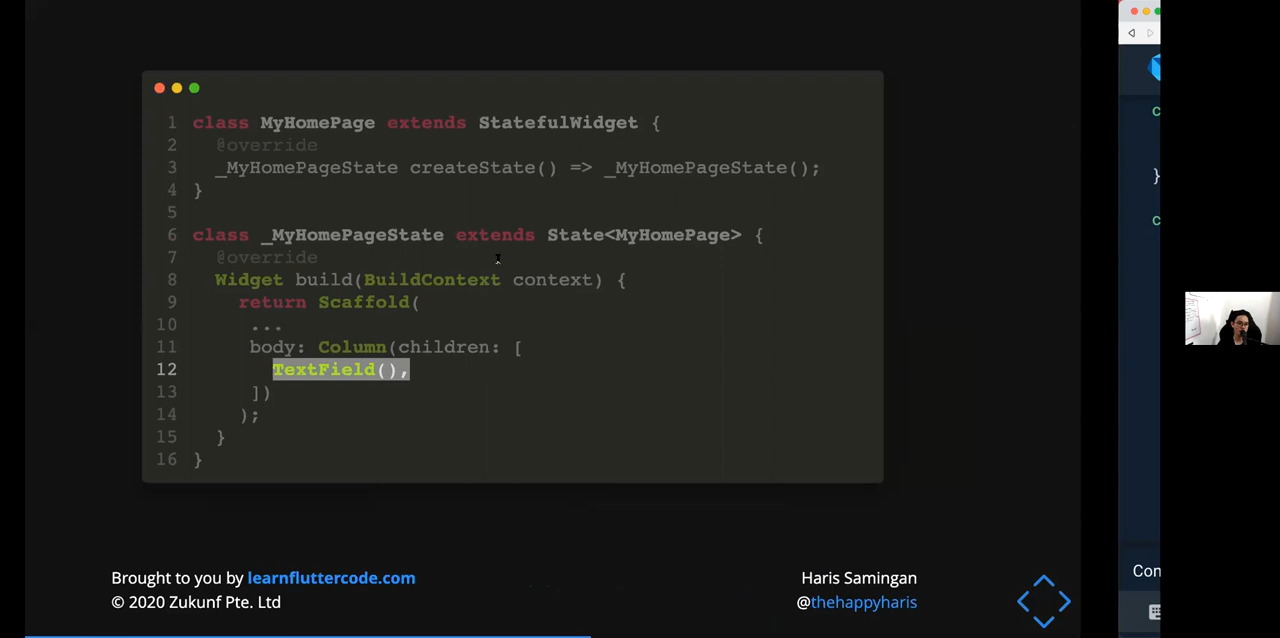 1 class MyHomePage extends StatefulWidget {
2 @override
3 _MyHomePageState createState() => _MyHomePageState();
4 }
5
6 class _MyHomePageState extends State<MyHomePage> {
7 @override
8 Widget build(BuildContext context) {
9 return Scaffold(
10 ...
11 body: Column(children: [
12 TextField(),
13 ])
14 );
15 }
16 }
Brought to you by learnfluttercode.com
© 2020 Zukunf Pte. Ltd
Haris Samingan
@thehappyharis
c
}
c
Con